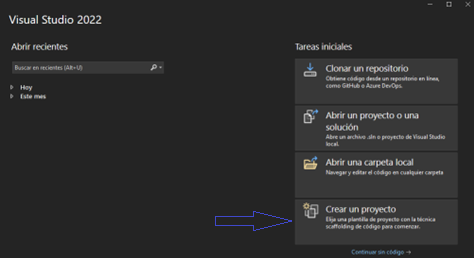 Visual Studio 2022
Abrir recientes
Buscar en recientes (Alt+U)
Hoy
Este mes
Tareas iniciales
Clonar un repositorio
Obtiene código desde un repositorio en línea,
como GitHub o Azure DevOps.
Abrir un proyecto o una
solución
Abre un archivo .sln o proyecto de Visual Studio
local.
Abrir una carpeta local
Navegar y editar el código en cualquier carpeta
Crear un proyecto
Elija una plantilla de proyecto con la técnica
scaffolding de código para comenzar.
Continuar sin código →